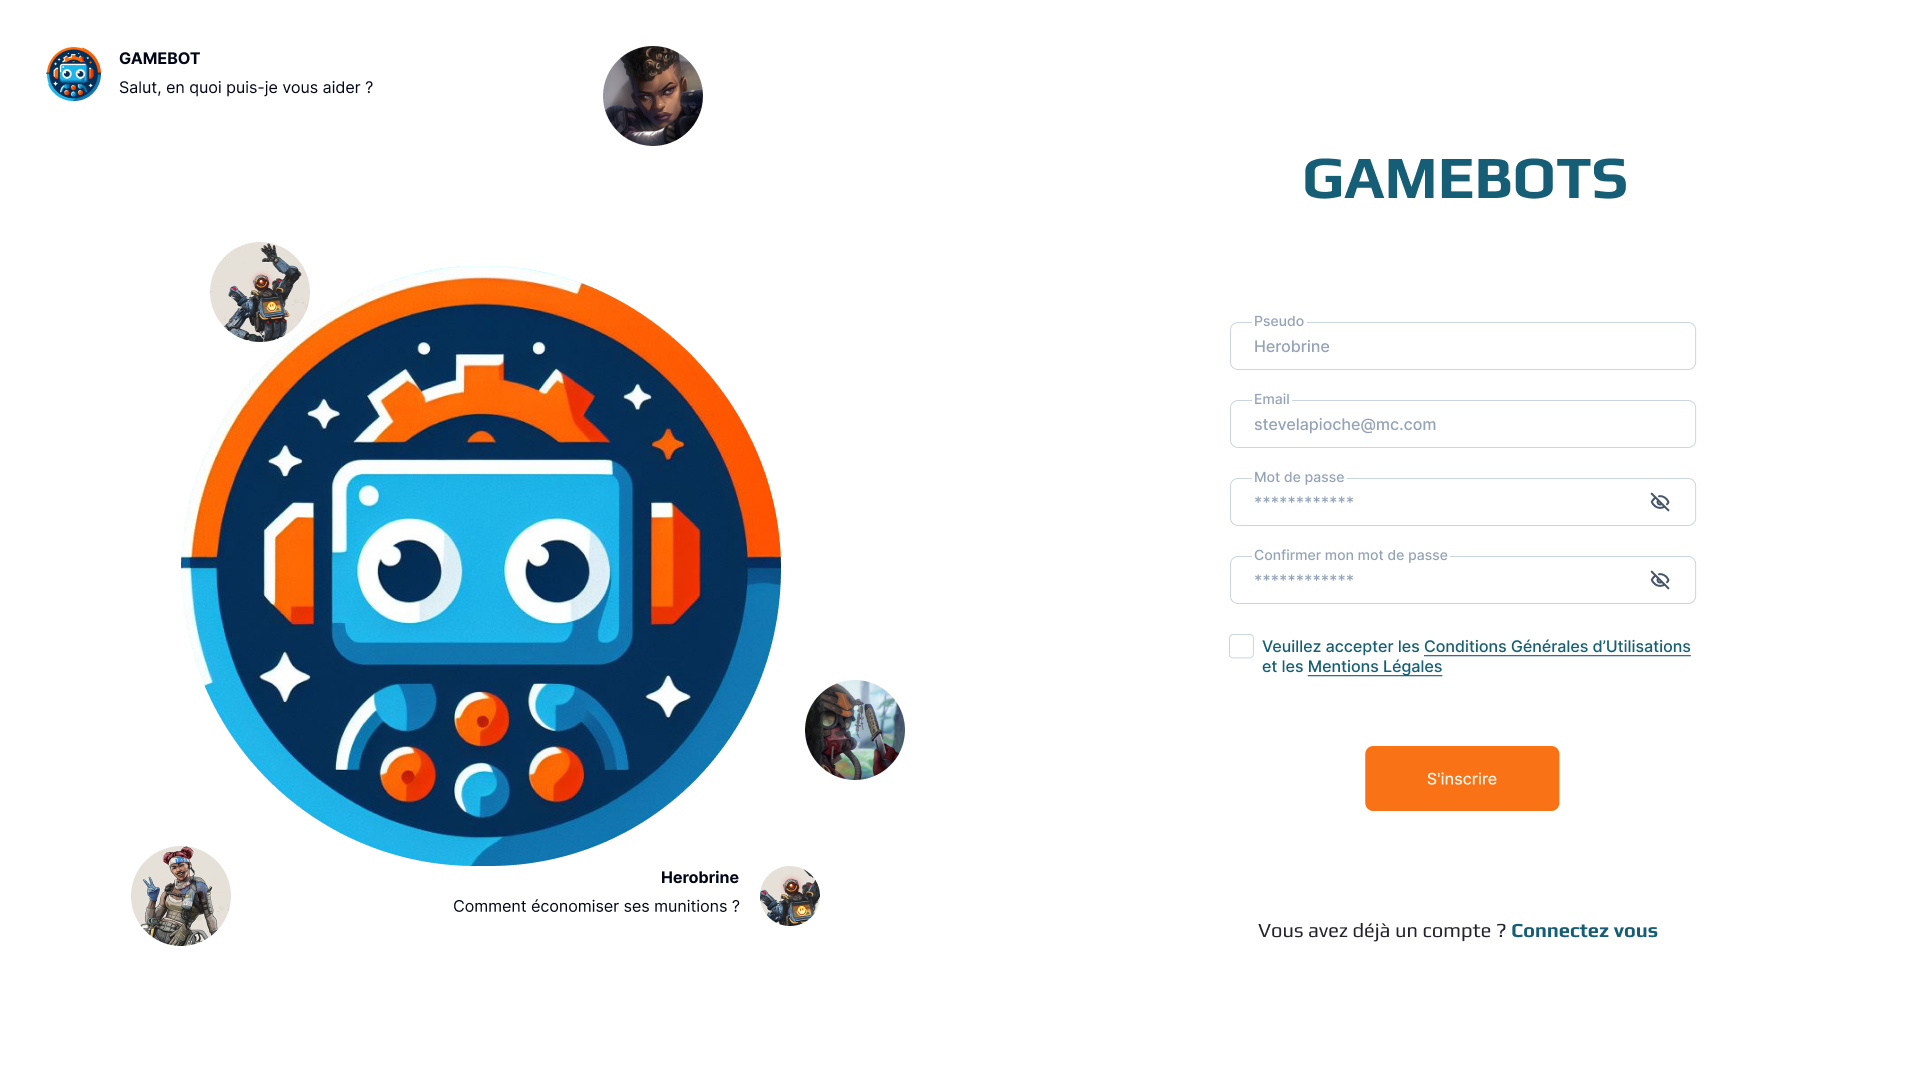 GAMEBOT
Salut, en quoi puis-je vous aider ?
Herobrine
Comment économiser ses munitions ?
GAMEBOTS
Pseudo
Herobrine
Email
stevelapioche@mc.com
Mot de passe
************
Confirmer mon mot de passe
************
Veuillez accepter les Conditions Générales d’Utilisations
et les Mentions Légales
S'inscrire
Vous avez déjà un compte ? Connectez vous